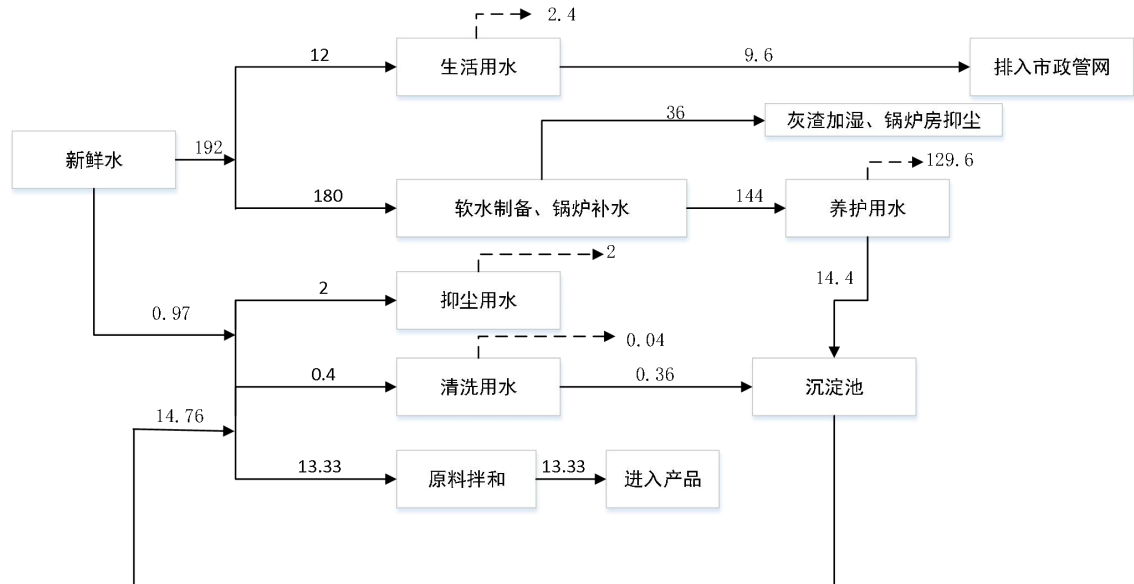 2.4
12
生活用水
9.6
排入市政管网
36
灰渣加湿、锅炉房抑尘
新鲜水
192
129.6
180
软水制备、锅炉补水
144
养护用水
2
14.4
2
抑尘用水
0.97
0.04
0.4
清洗用水
0.36
沉淀池
14.76
13.33
原料拌和
13.33
进入产品